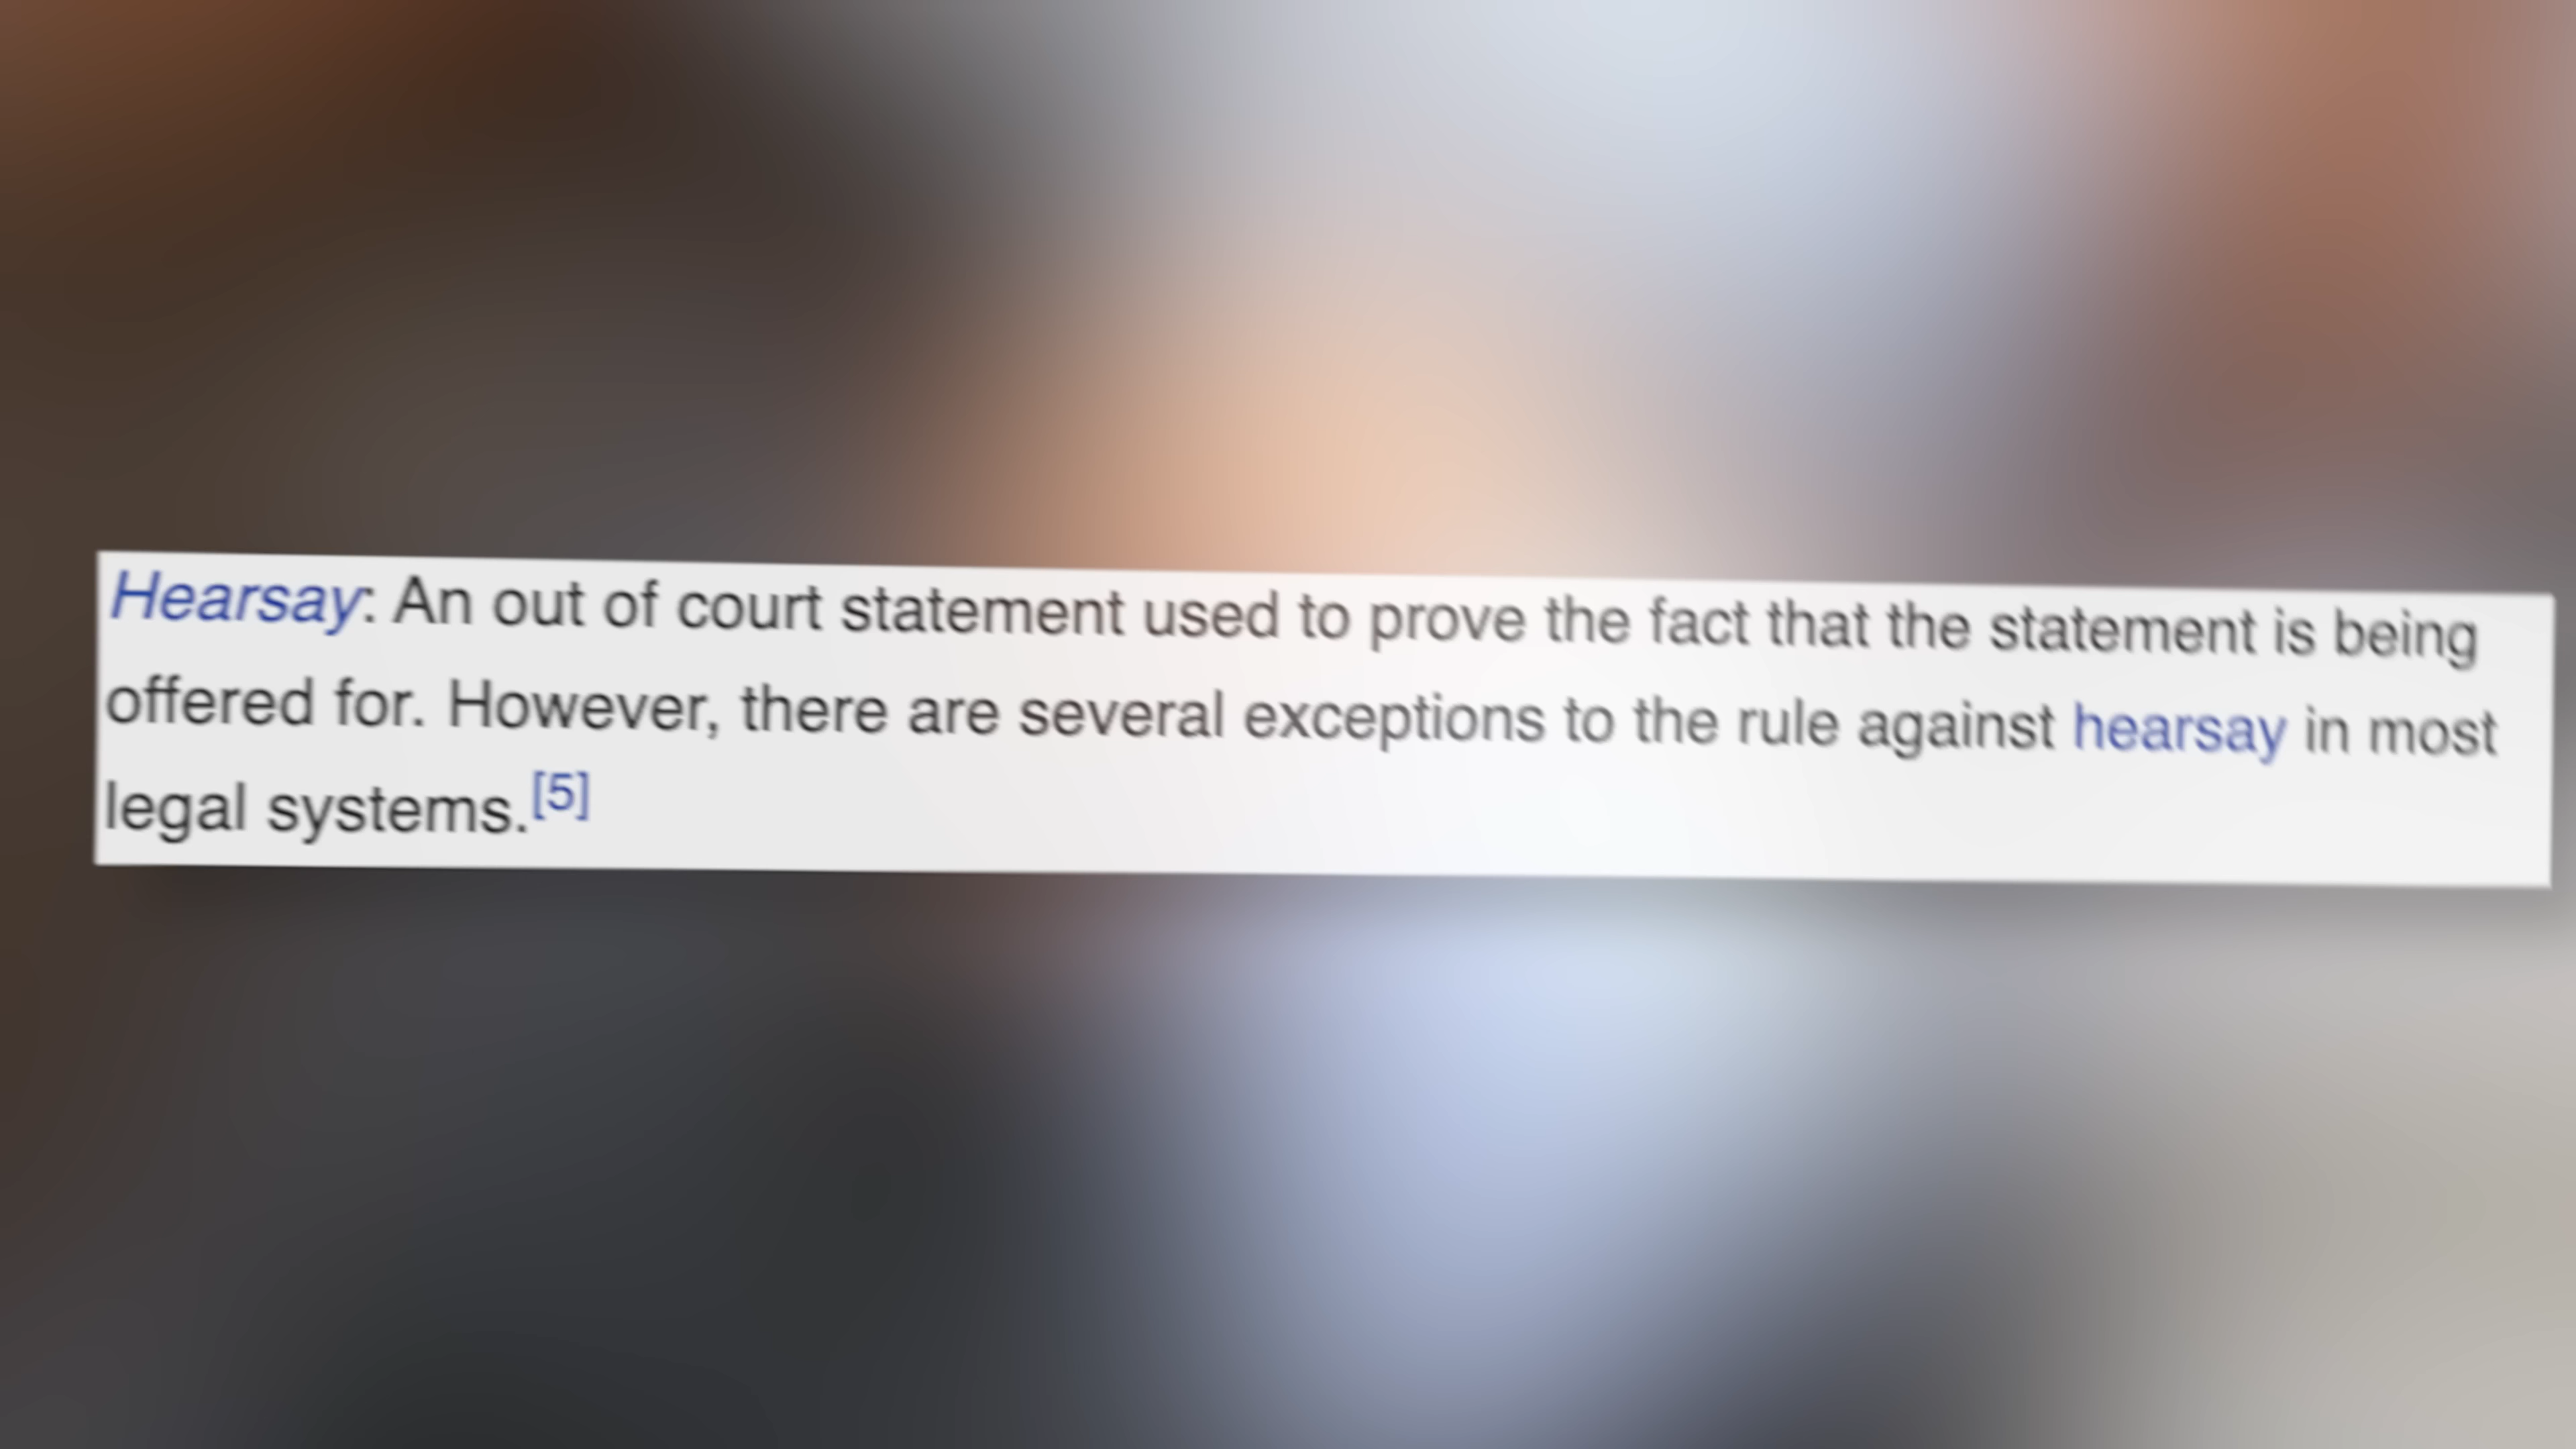 Hearsay: An out of court statement used to prove the fact that the statement is being
offered for. However, there are several exceptions to the rule against hearsay in most
legal systems.[5]